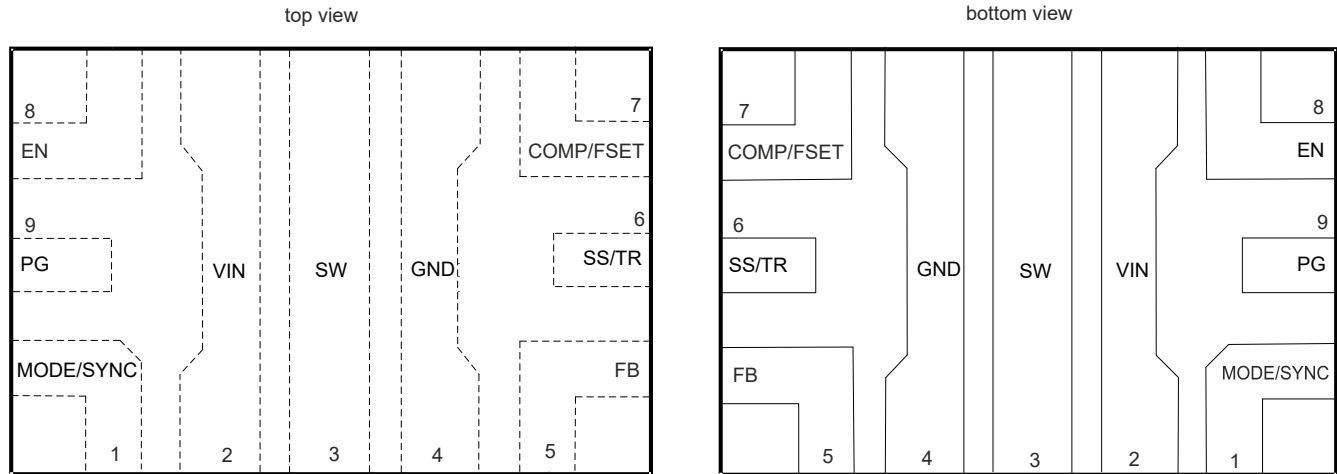 top view
8
EN
9
PG
MODE/SYNC
1
2
3
4
5
VIN
SW
GND
7
COMP/FSET
6
SS/TR
FB
bottom view
7
COMP/FSET
6
SS/TR
FB
5
4
3
2
1
GND
SW
VIN
8
EN
9
PG
MODE/SYNC